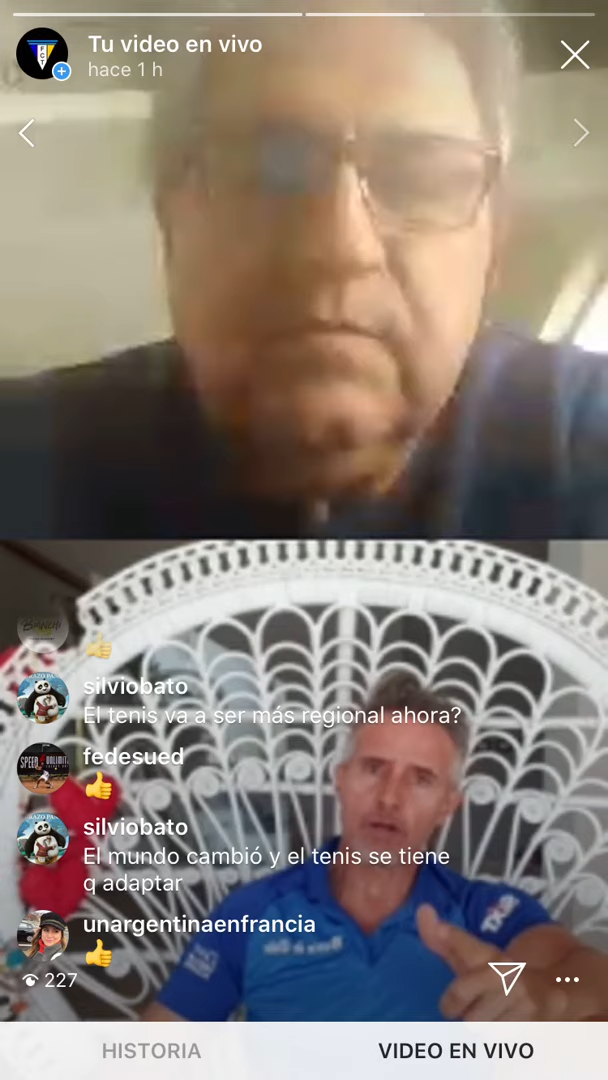 Tu video en vivo
hace 1 h
silviobato
El tenis va a ser más regional ahora?
fedesued
silviobato
El mundo cambió y el tenis se tiene
q adaptar
unargentinaenfrancia
227
HISTORIA
VIDEO EN VIVO